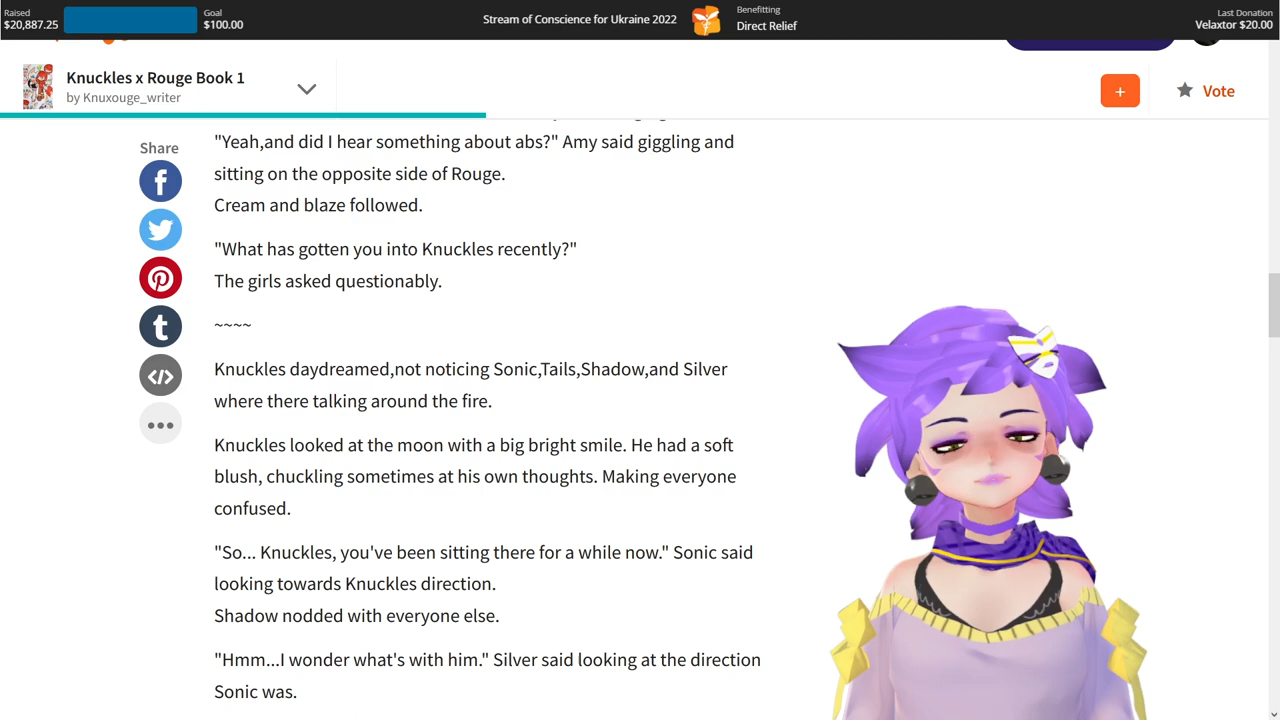 Raised
$20,887.25
Goal
$100.00
Stream of Conscience for Ukraine 2022
Benefitting
Direct Relief
Last Donation
Velaxtor $20.00
Knuckles x Rouge Book 1
by Knuxouge_writer
+
Vote
Share
"Yeah,and did I hear something about abs?" Amy said giggling and
sitting on the opposite side of Rouge.
Cream and blaze followed.
"What has gotten you into Knuckles recently?"
The girls asked questionably.
~~~~
Knuckles daydreamed,not noticing Sonic,Tails,Shadow,and Silver
where there talking around the fire.
Knuckles looked at the moon with a big bright smile. He had a soft
blush, chuckling sometimes at his own thoughts. Making everyone
confused.
"So... Knuckles, you've been sitting there for a while now." Sonic said
looking towards Knuckles direction.
Shadow nodded with everyone else.
"Hmm...I wonder what's with him." Silver said looking at the direction
Sonic was.